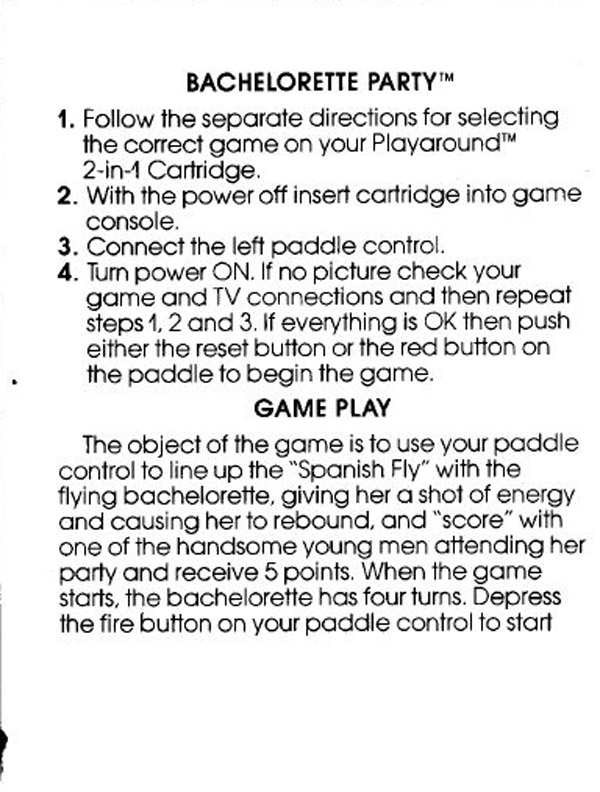 BACHELORETTE PARTY™
1. Follow the separate directions for selecting
the correct game on your Playaround™
2-in-1 Cartridge.
2. With the power off insert cartridge into game
console.
3. Connect the left paddle control.
4. Turn power ON. If no picture check your
game and TV connections and then repeat
steps 1, 2 and 3. If everything is OK then push
either the reset button or the red button on
the paddle to begin the game.
GAME PLAY
The object of the game is to use your paddle
control to line up the "Spanish Fly" with the
flying bachelorette, giving her a shot of energy
and causing her to rebound, and "score" with
one of the handsome young men attending her
party and receive 5 points. When the game
starts, the bachelorette has four turns. Depress
the fire button on your paddle control to start